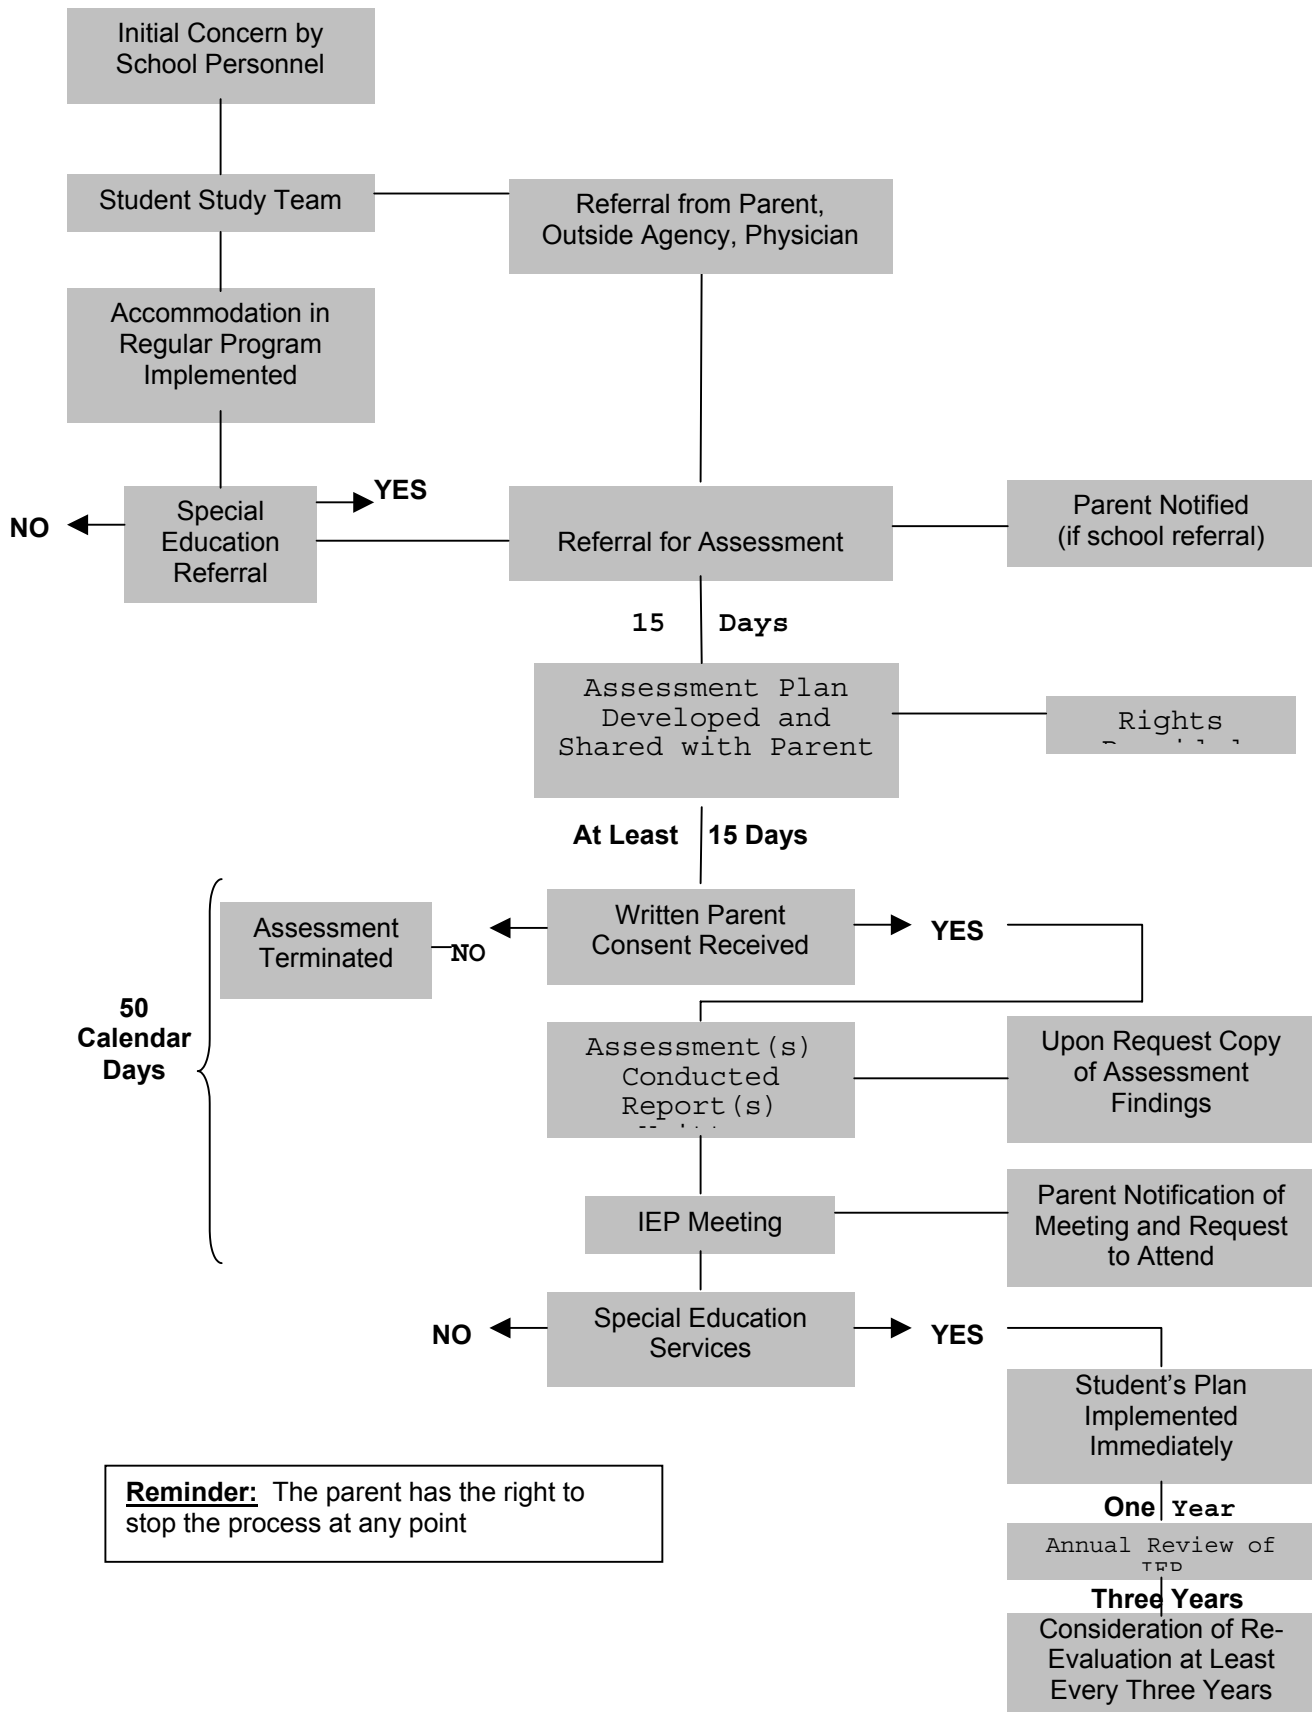 Initial Concern by
School Personnel
Student Study Team
Referral from Parent,
Outside Agency, Physician
Accommodation in
Regular Program
Implemented
NO
Special
Education
Referral
YES
Referral for Assessment
Parent Notified
(if school referral)
15 Days
Assessment Plan
Developed and
Shared with Parent
Rights
At Least 15 Days
50
Calendar
Days
Assessment
Terminated
NO
Written Parent
Consent Received
YES
Assessment(s)
Conducted
Report(s)
Upon Request Copy
of Assessment
Findings
IEP Meeting
Parent Notification of
Meeting and Request
to Attend
NO
Special Education
Services
YES
Student’s Plan
Implemented
Immediately
Reminder: The parent has the right to
stop the process at any point
One Year
Annual Review of
IEP
Three Years
Consideration of Re-
Evaluation at Least
Every Three Years